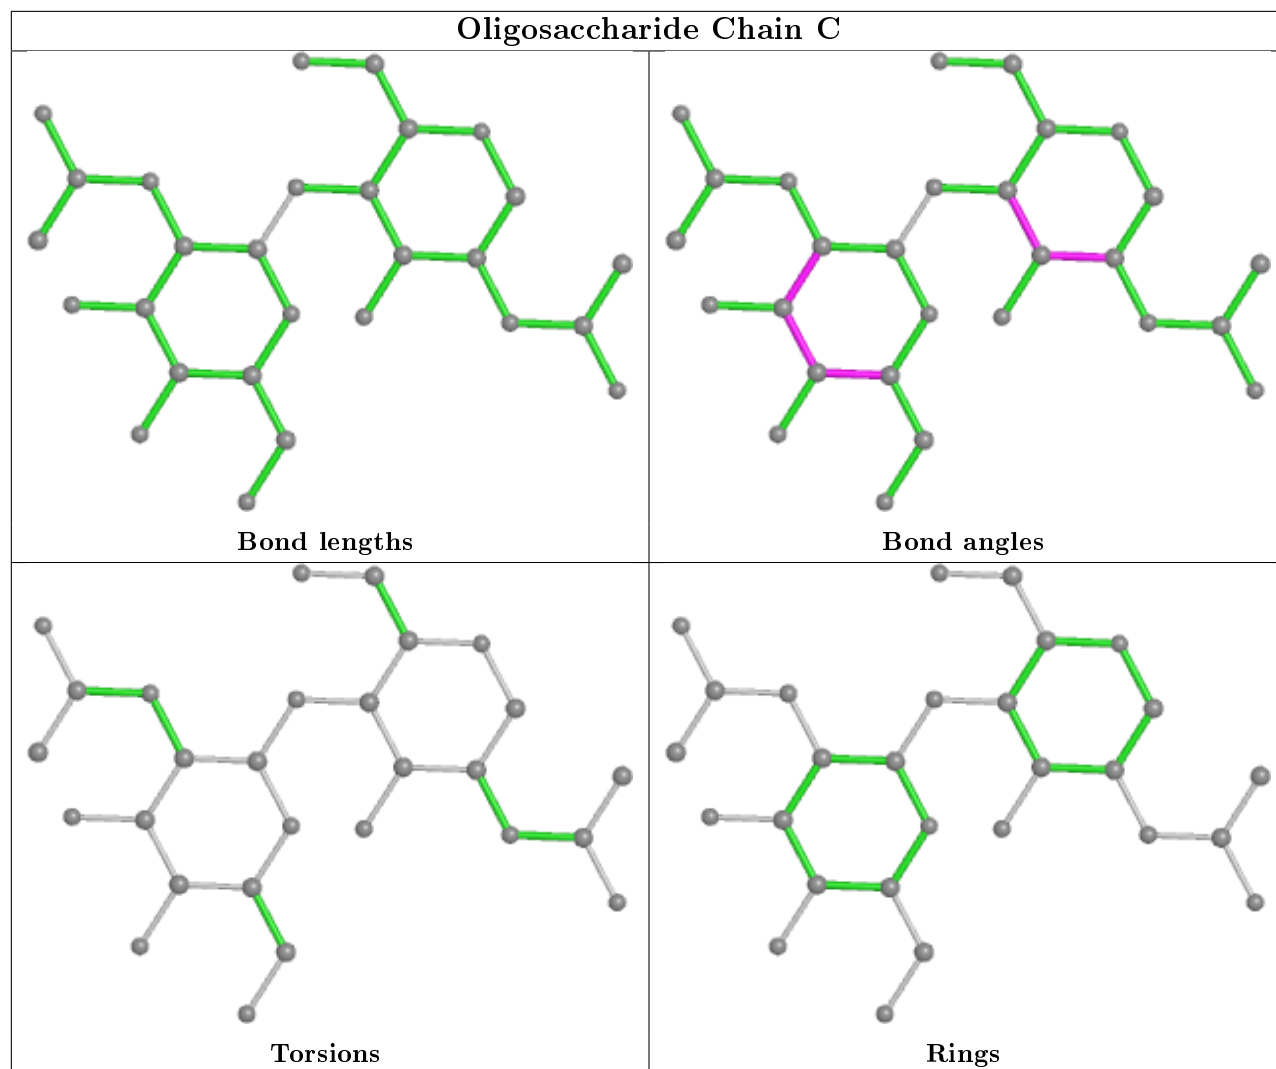 Oligosaccharide Chain C
Bond lengths
Bond angles
Torsions
Rings